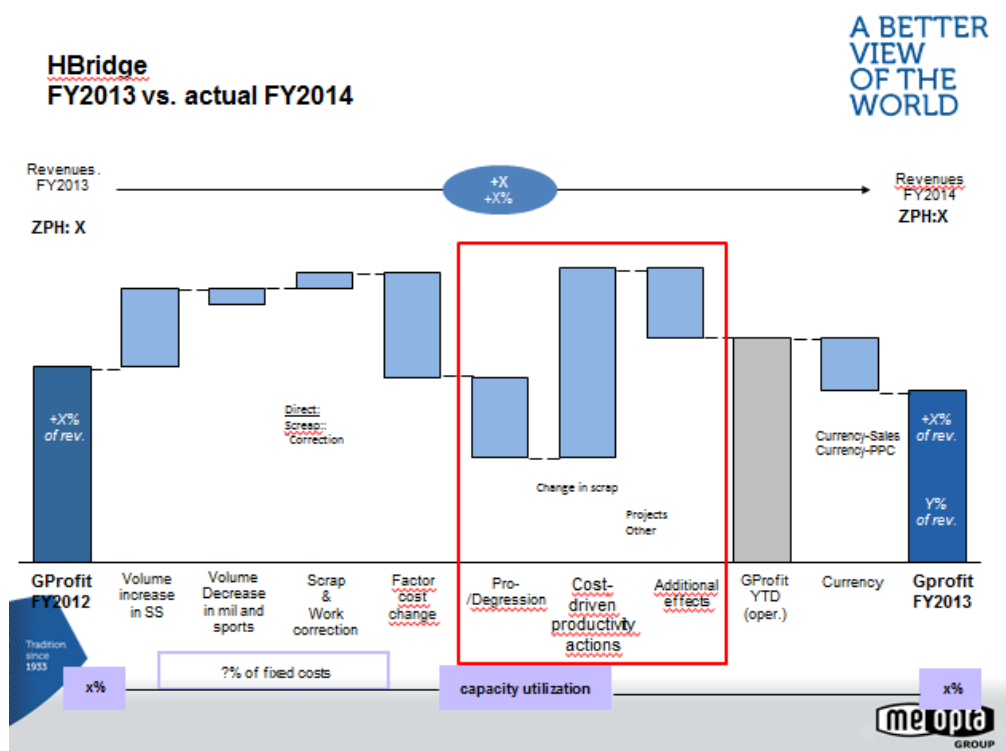 A BETTER
VIEW
OF THE
WORLD
HBridge
FY2013 vs. actual FY2014
Revenues.
FY2013
ZPH: X
+X
+X%
Revenues
FY2014
ZPH:X
+X%
of rev.
Direct:
Screap::
Correction
Change in scrap
Projects
Other
Currency-Sales
Currency-PPC
+X%
of rev.
Y%
of rev.
GProfit
FY2012
Volume
increase
in SS
Volume
Decrease
in mil and
sports
Scrap
&
Work
correction
Factor
cost
change
Pro-
/Degression
Cost-
driven
productivity
actions
Additional
effects
GProfit
YTD
(oper.)
Currency
Gprofit
FY2013
Tradition
since
1933
x%
?% of fixed costs
capacity utilization
x%
meopta
GROUP